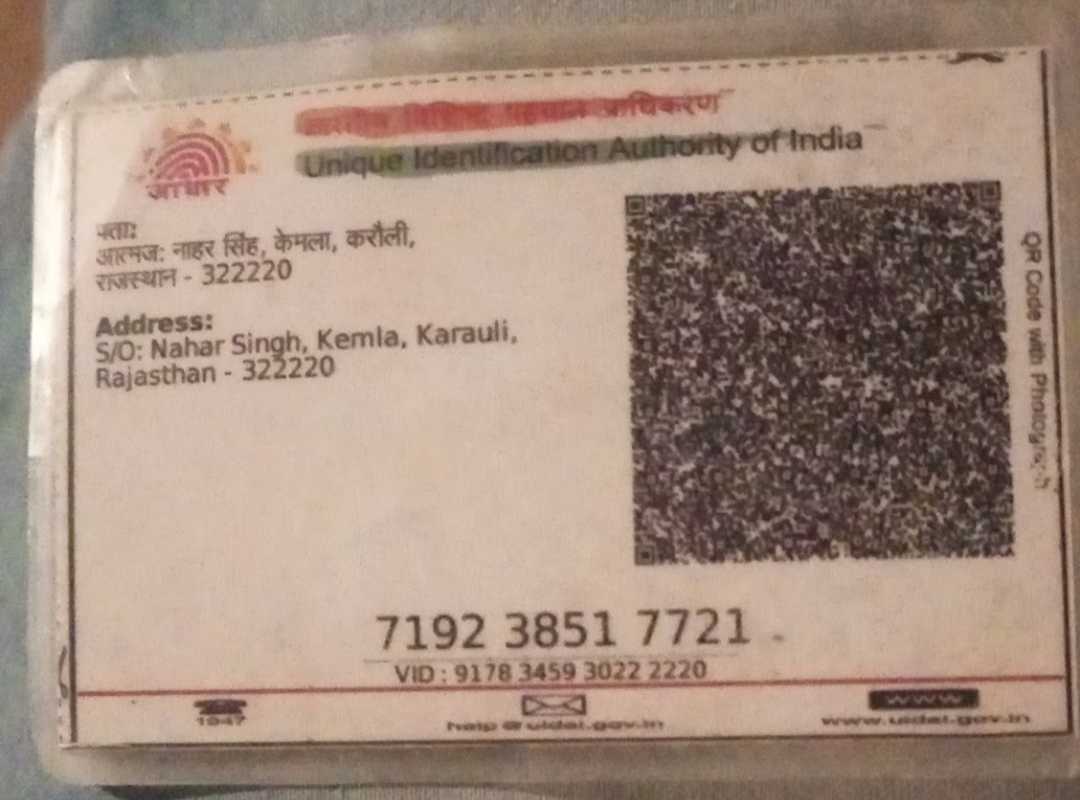 भारतीय विशिष्ट पहचान प्राधिकरण
Unique Identification Authority of India
आधार
पता:
आत्मज: नाहर सिंह, केमला, करौली,
राजस्थान - 322220
Address:
S/O: Nahar Singh, Kemla, Karauli,
Rajasthan - 322220
QR Code with Photograph
7192 3851 7721
VID : 9178 3459 3022 2220
1947
help@uidai.gov.in
www
www.uidai.gov.in